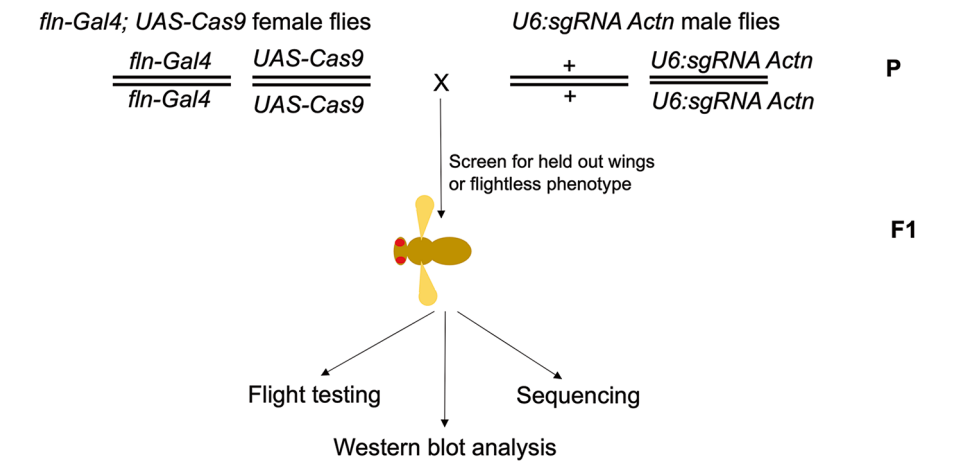 fln-Gal4; UAS-Cas9 female flies
U6:sgRNA Actn male flies
fln-Gal4
UAS-Cas9
+
U6:sgRNA Actn
P
X
fln-Gal4
UAS-Cas9
+
U6:sgRNA Actn
Screen for held out wings
or flightless phenotype
F1
Flight testing
Sequencing
Western blot analysis